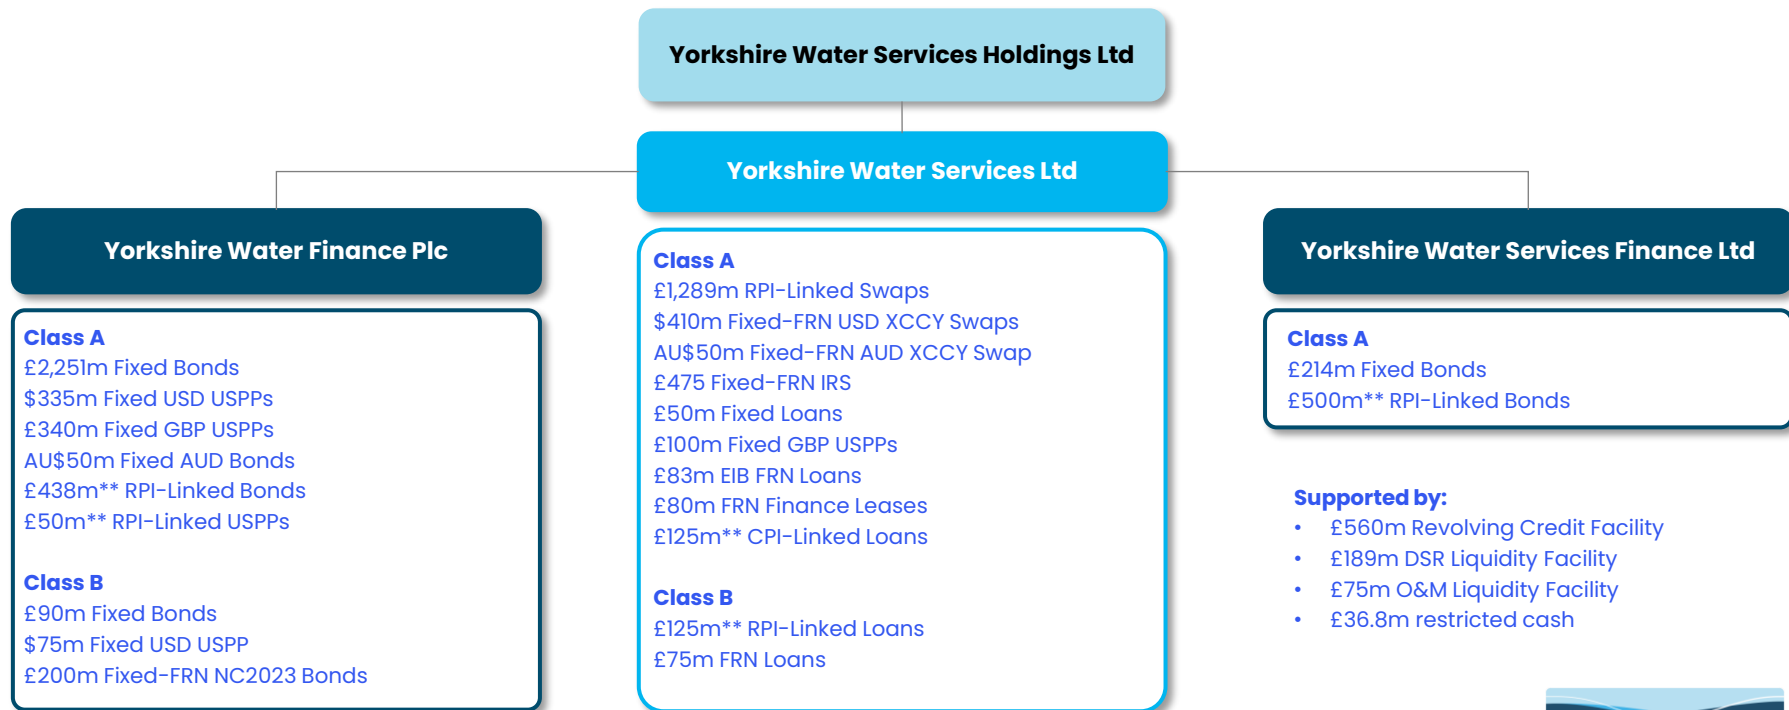 Yorkshire Water Services Holdings Ltd
Yorkshire Water Services Ltd
Yorkshire Water Finance Plc
Class A
£2,251m Fixed Bonds
$335m Fixed USD USPPs
£340m Fixed GBP USPPs
AU$50m Fixed AUD Bonds
£438m** RPI-Linked Bonds
£50m** RPI-Linked USPPs
Class B
£90m Fixed Bonds
$75m Fixed USD USPP
£200m Fixed-FRN NC2023 Bonds
Class A
£1,289m RPI-Linked Swaps
$410m Fixed-FRN USD XCCY Swaps
AU$50m Fixed-FRN AUD XCCY Swap
£475 Fixed-FRN IRS
£50m Fixed Loans
£100m Fixed GBP USPPs
£83m EIB FRN Loans
£80m FRN Finance Leases
£125m** CPI-Linked Loans
Class B
£125m** RPI-Linked Loans
£75m FRN Loans
Yorkshire Water Services Finance Ltd
Class A
£214m Fixed Bonds
£500m** RPI-Linked Bonds
Supported by:
• £560m Revolving Credit Facility
• £189m DSR Liquidity Facility
• £75m O&M Liquidity Facility
• £36.8m restricted cash